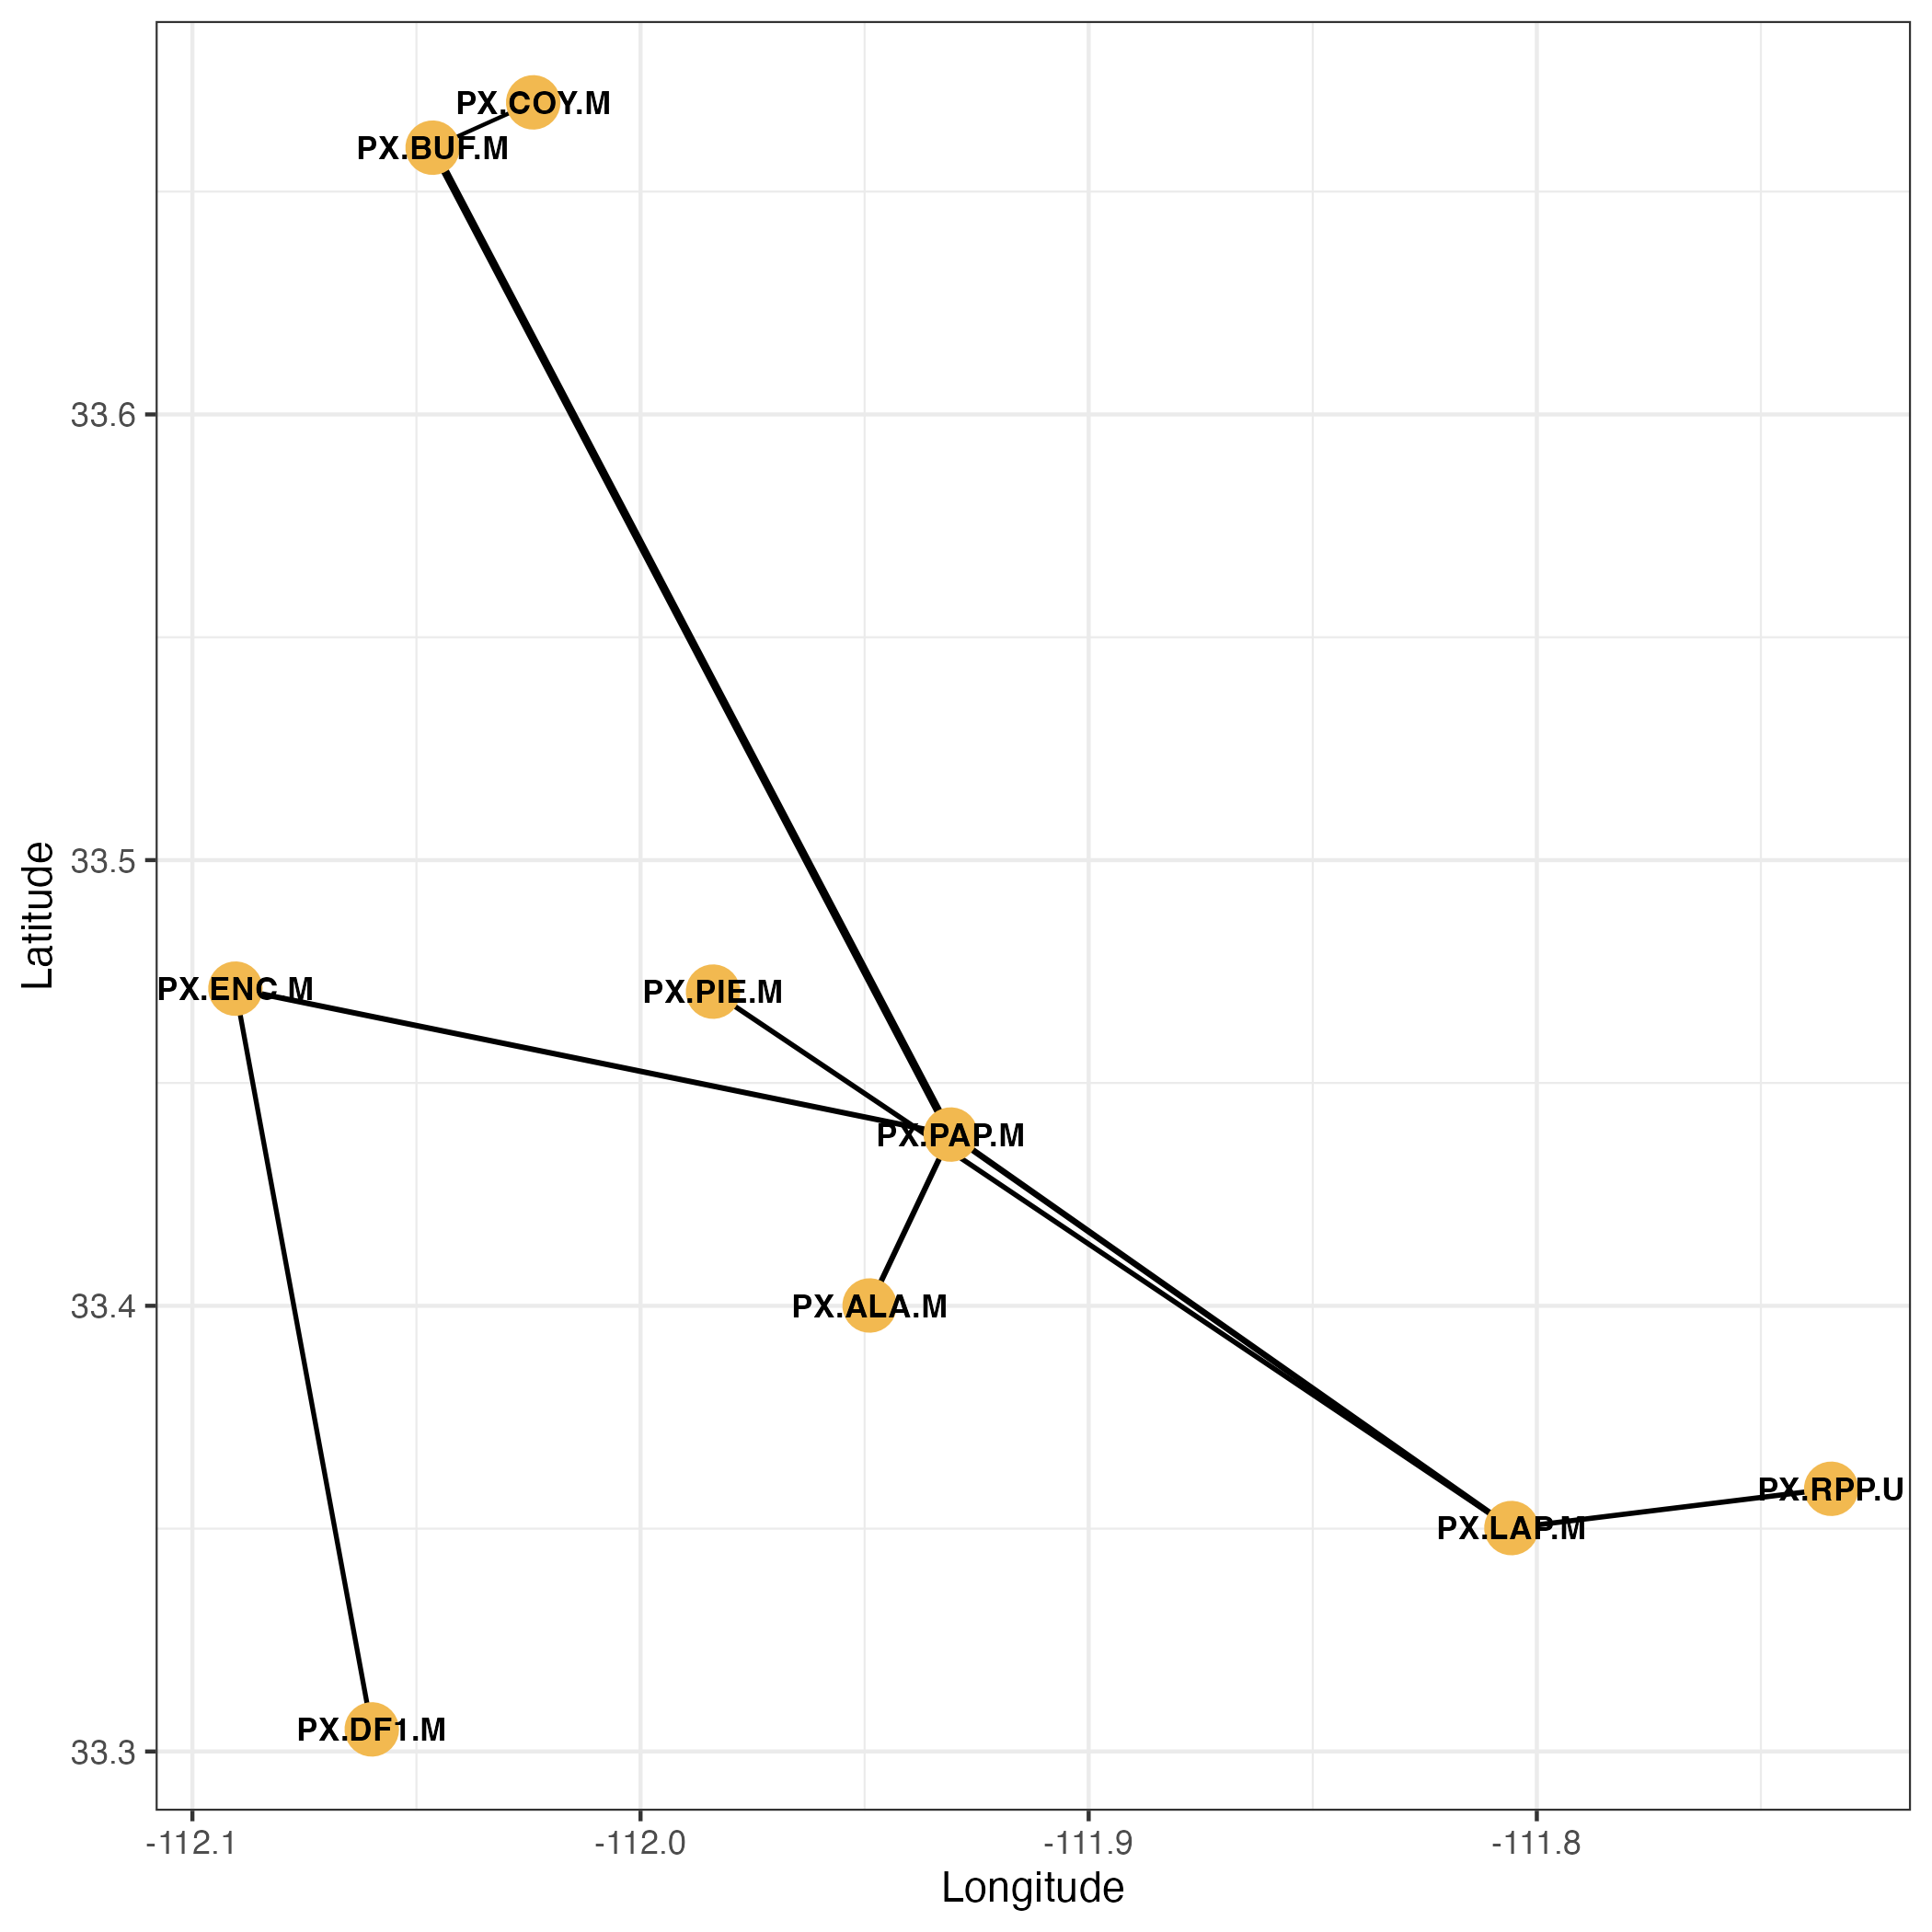 PX.COY.M
PX.BUF.M
33.6
33.5
PX.ENC.M
PX.PIE.M
PX.PAP.M
33.4
PX.ALA.M
PX.RPP.U
PX.LAP.M
PX.DF1.M
33.3
Latitude
-112.1
-112.0
-111.9
-111.8
Longitude